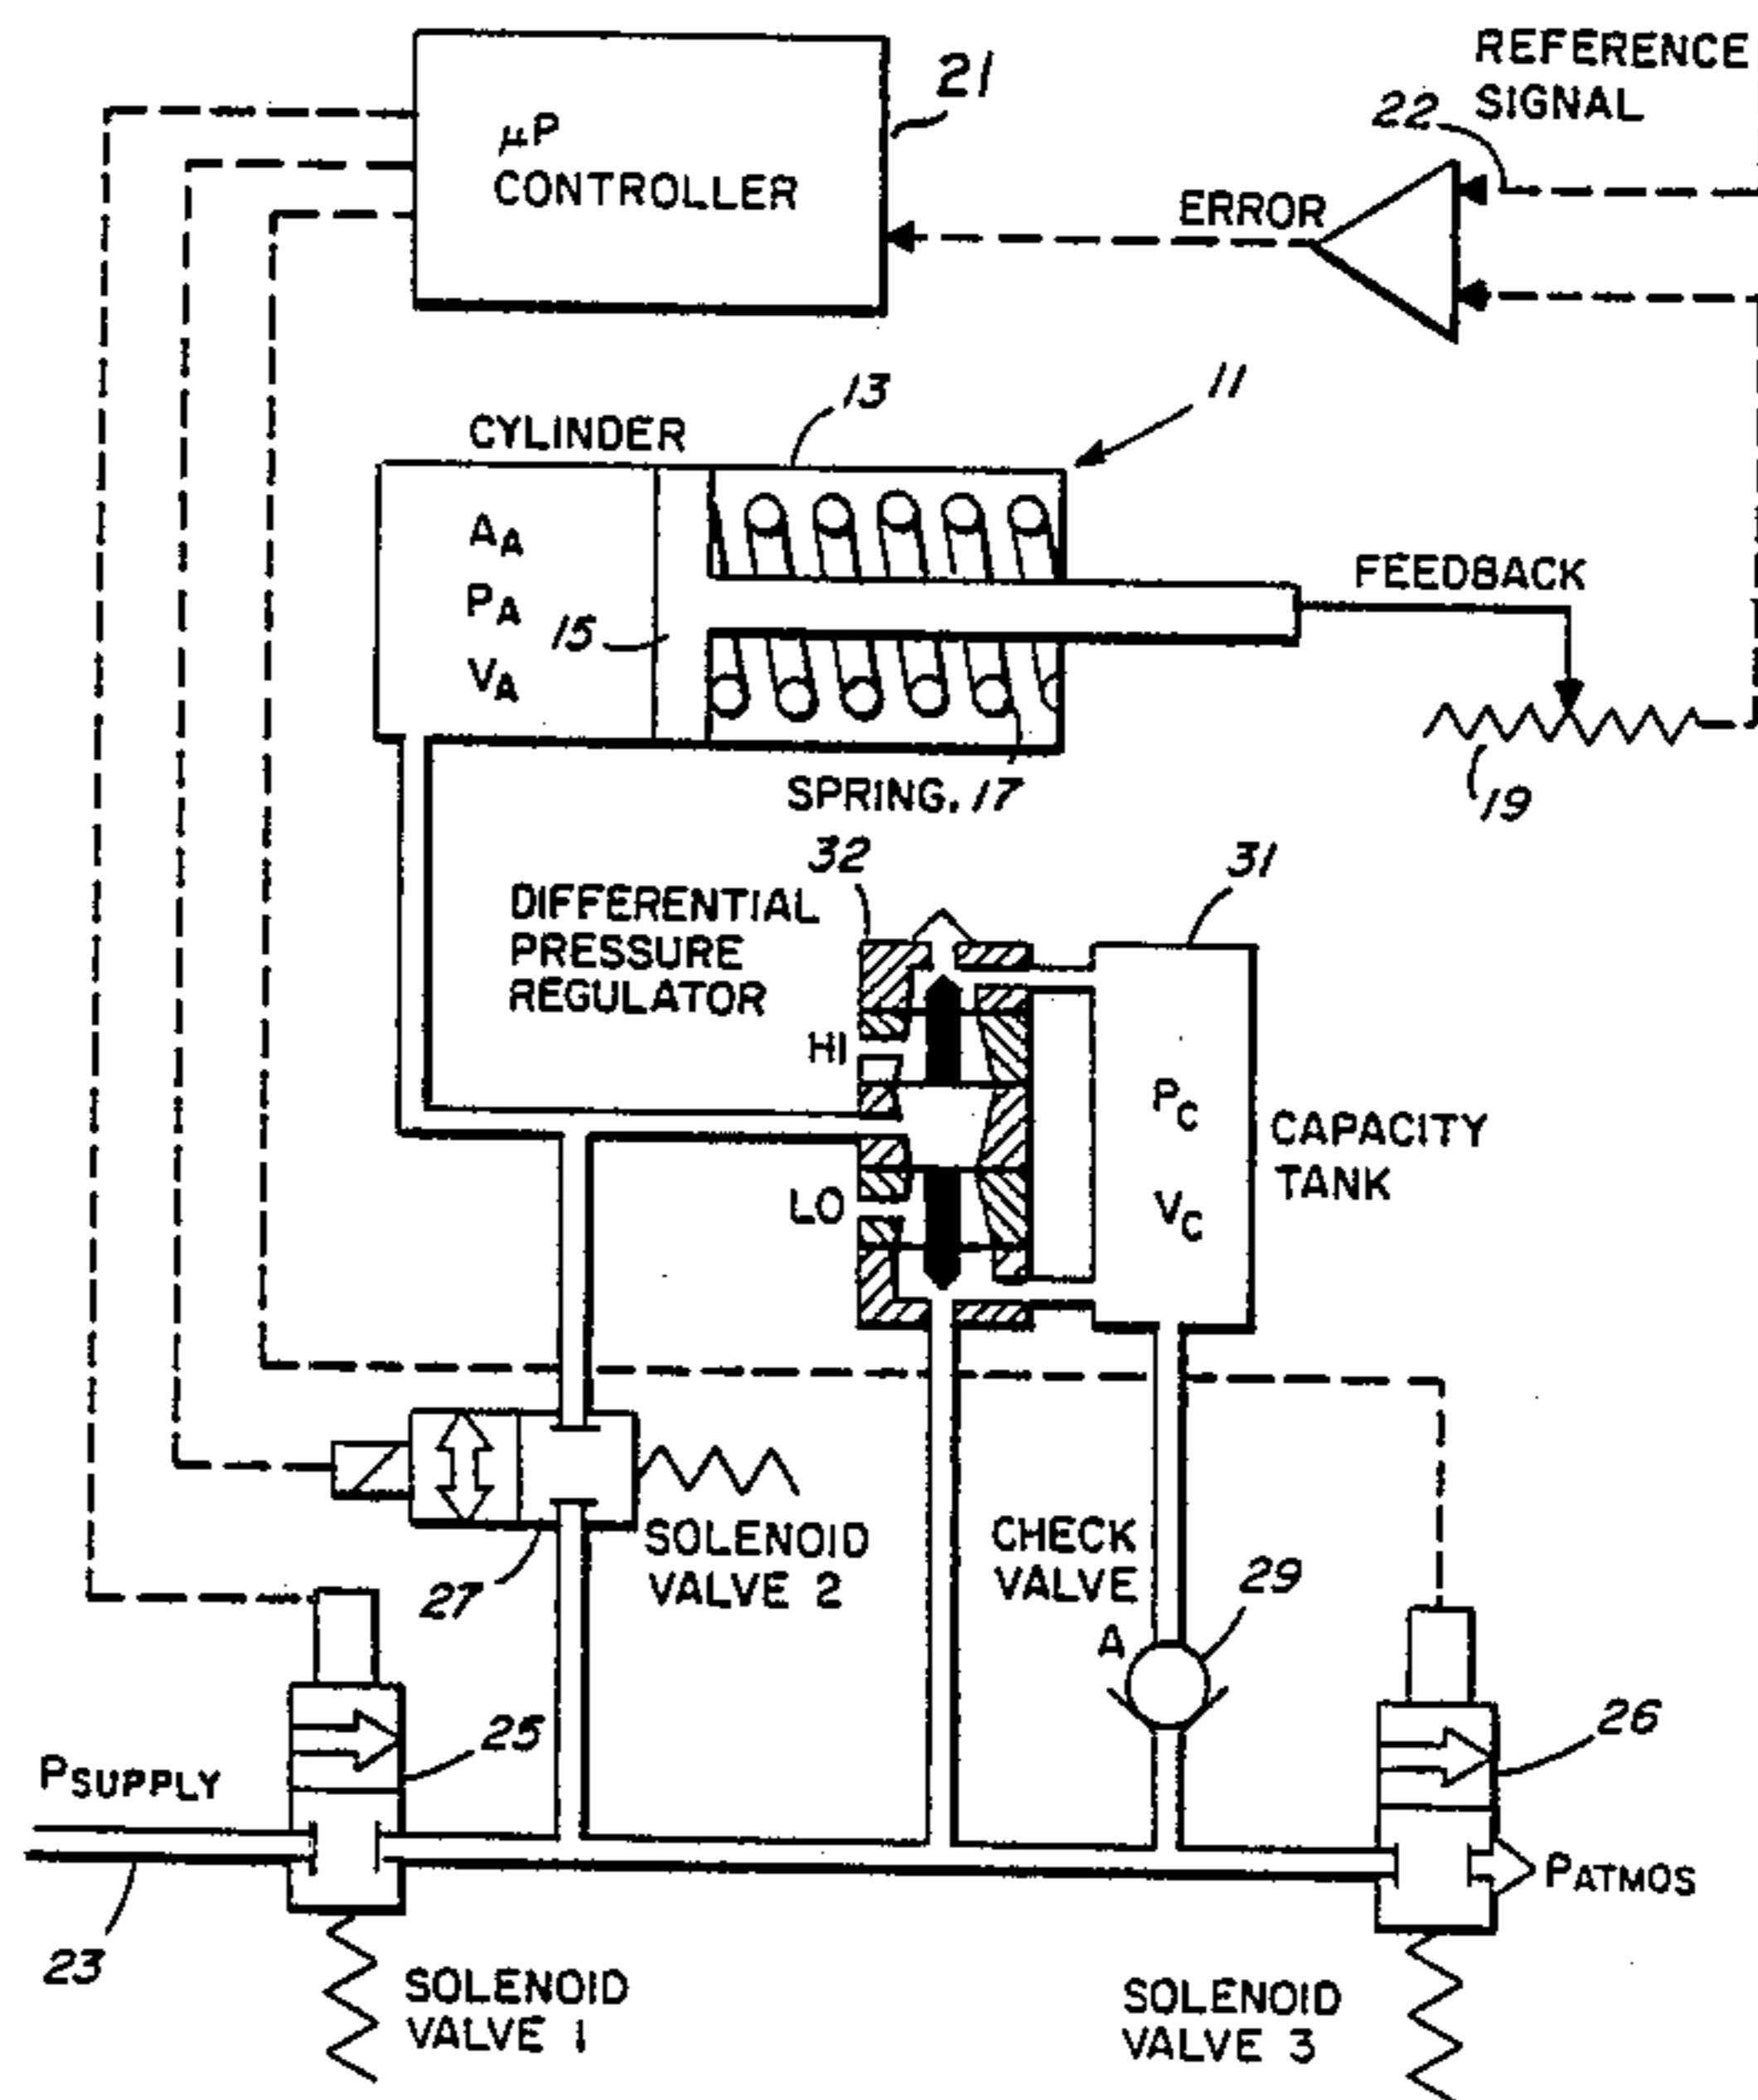 REFERENCE
SIGNAL
22
21
µP
CONTROLLER
ERROR
13
11
CYLINDER
AA
PA
VA
15
FEEDBACK
SPRING, 17
19
32
31
DIFFERENTIAL
PRESSURE
REGULATOR
HI
LO
PC
VC
CAPACITY
TANK
SOLENOID
VALVE 2
27
CHECK
VALVE
A
29
25
26
PSUPPLY
PATMOS
23
SOLENOID
VALVE 1
SOLENOID
VALVE 3